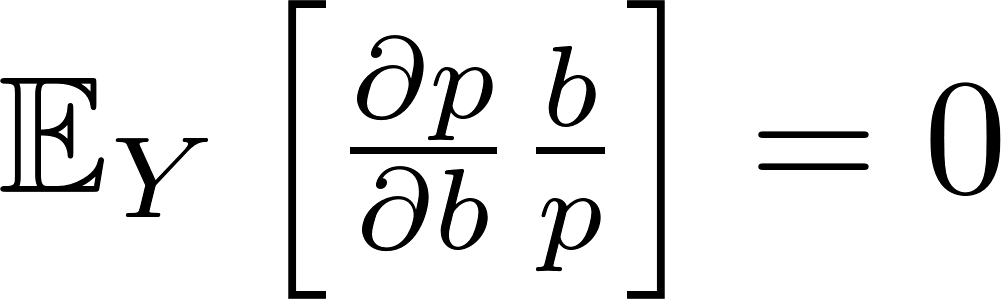 𝔼_Y [ ∂p/∂b b/p ] = 0